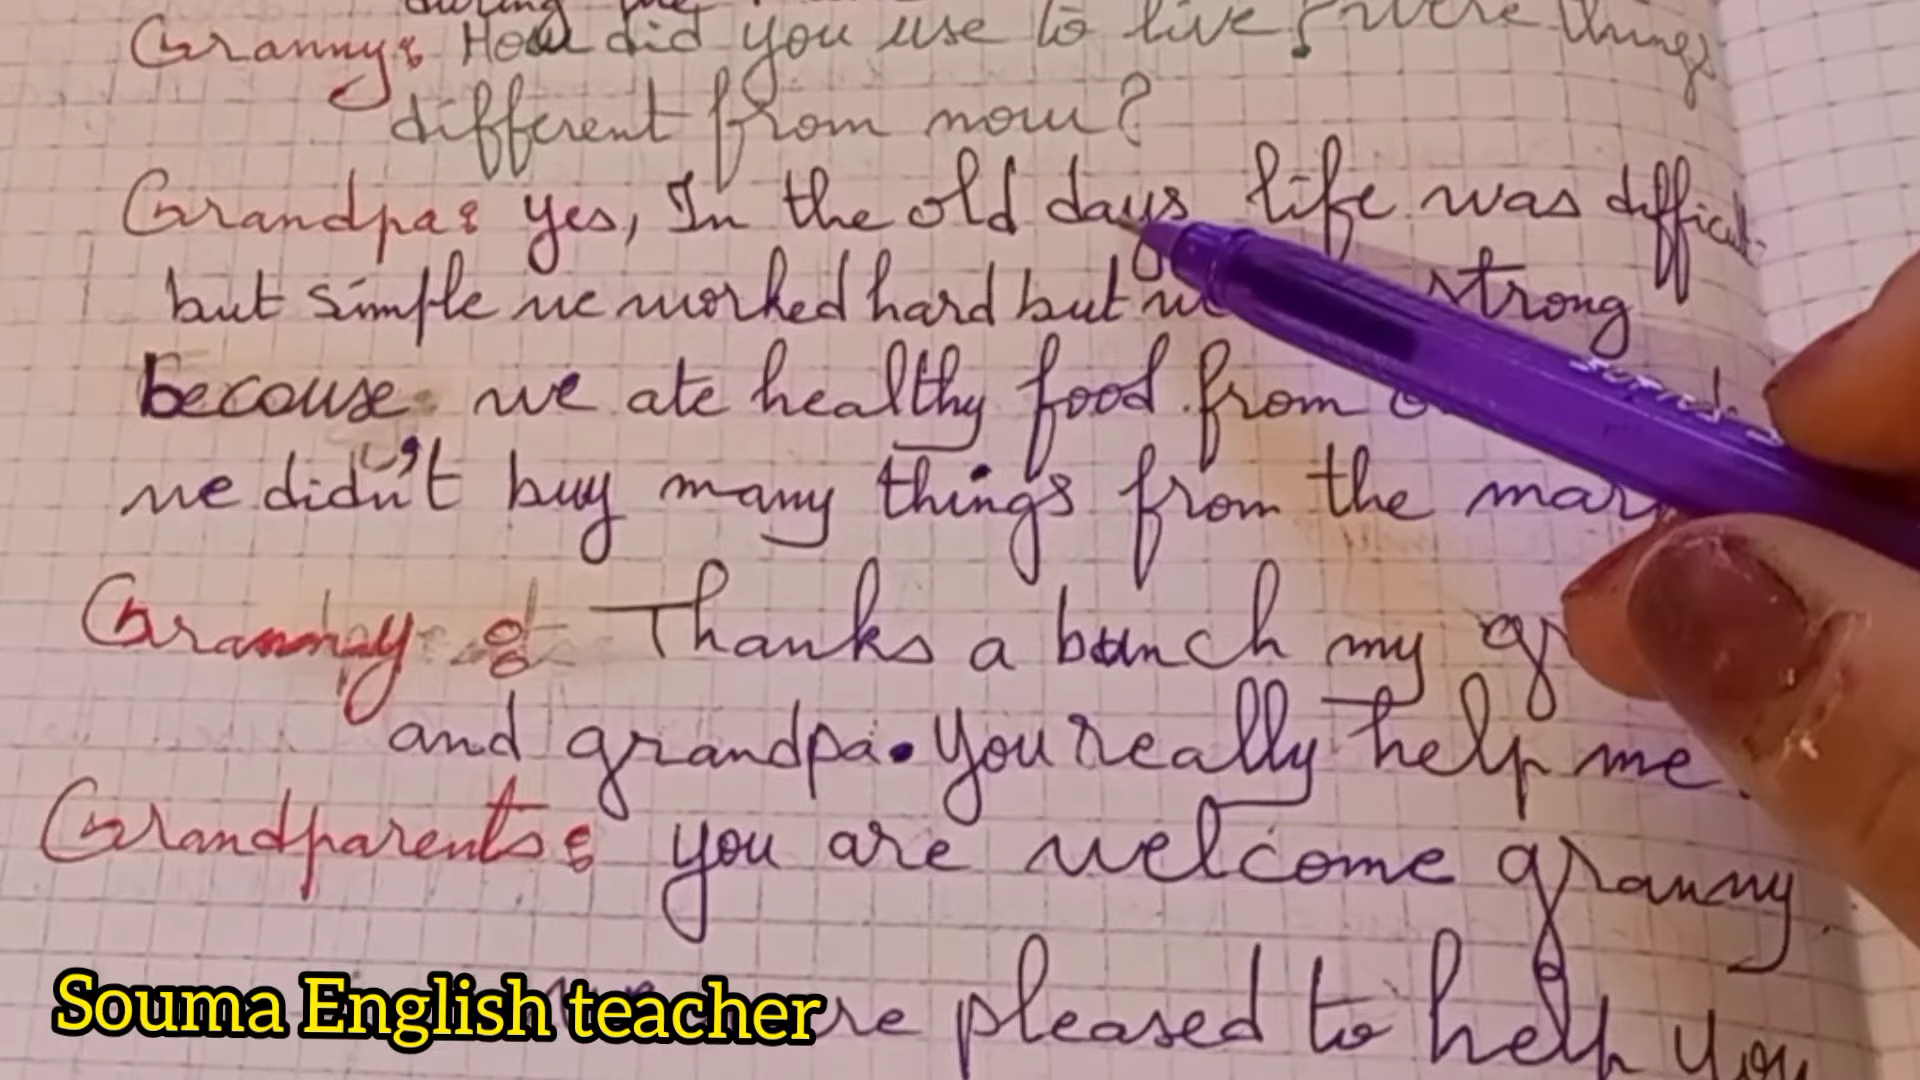 Granny: How did you use to live? Were things
different from now?
Grandpa: yes, In the old days life was difficult
but simple we worked hard but strong
becouse we ate healthy food from
we didn't buy many things from the
Granny: Thanks a bunch my
and grandpa. You really help me.
Grandparents: you are welcome granny.
pleased to help you
Souma English teacher